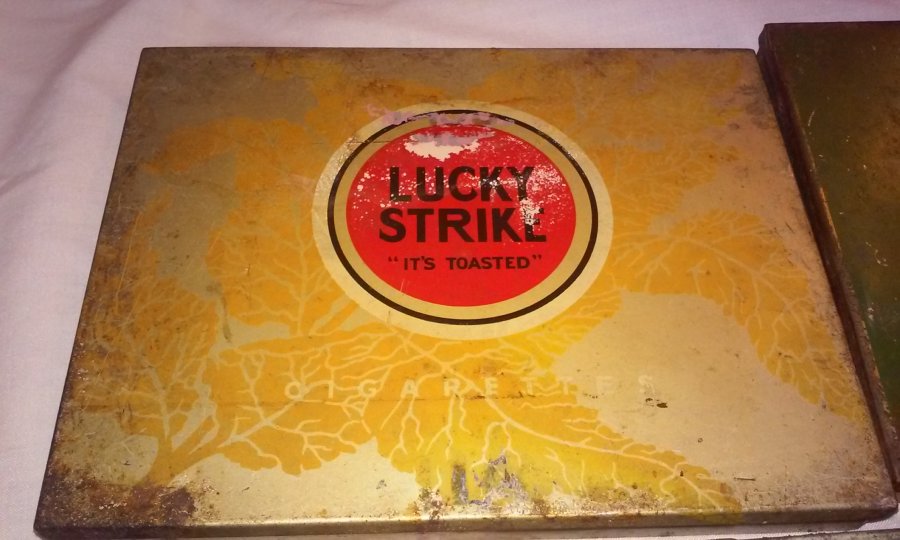 LUCKY
STRIKE
"IT'S TOASTED"
CIGARETTES